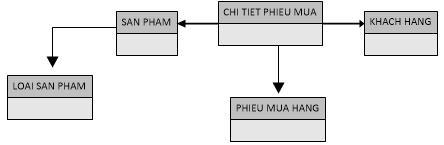 SAN PHAM
CHI TIET PHIEU MUA
KHACH HANG
LOAI SAN PHAM
PHIEU MUA HANG